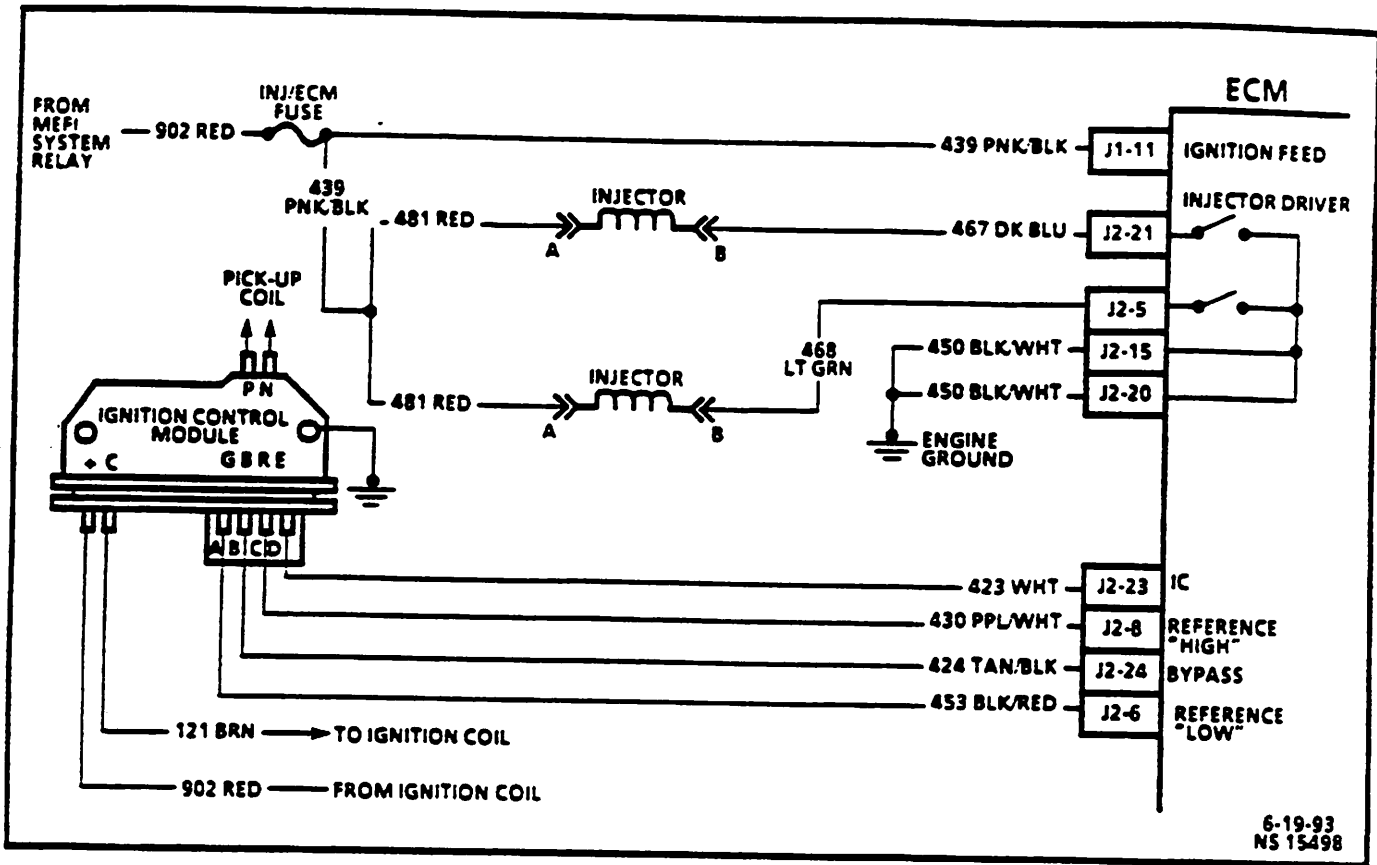 ECM
FROM
MEFI
SYSTEM
RELAY
902 RED
INJ/ECM
FUSE
439 PNK/BLK
J1-11
IGNITION FEED
439
PNK/BLK
481 RED
A
INJECTOR
B
467 DK BLU
J2-21
INJECTOR DRIVER
J2-5
468
LT GRN
450 BLK/WHT
J2-15
450 BLK/WHT
J2-20
ENGINE
GROUND
481 RED
A
INJECTOR
B
PICK-UP
COIL
P N
IGNITION CONTROL
MODULE
+ C
G B R E
A B C D
423 WHT
J2-23
IC
430 PPL/WHT
J2-8
REFERENCE
"HIGH"
424 TAN/BLK
J2-24
BYPASS
453 BLK/RED
J2-6
REFERENCE
"LOW"
121 BRN
TO IGNITION COIL
902 RED
FROM IGNITION COIL
6-19-93
NS 15498